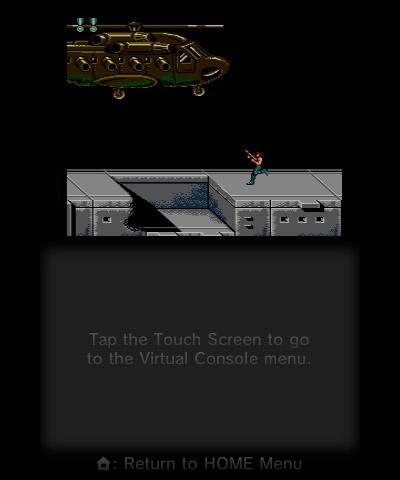 Tap the Touch Screen to go
to the Virtual Console menu.
: Return to HOME Menu